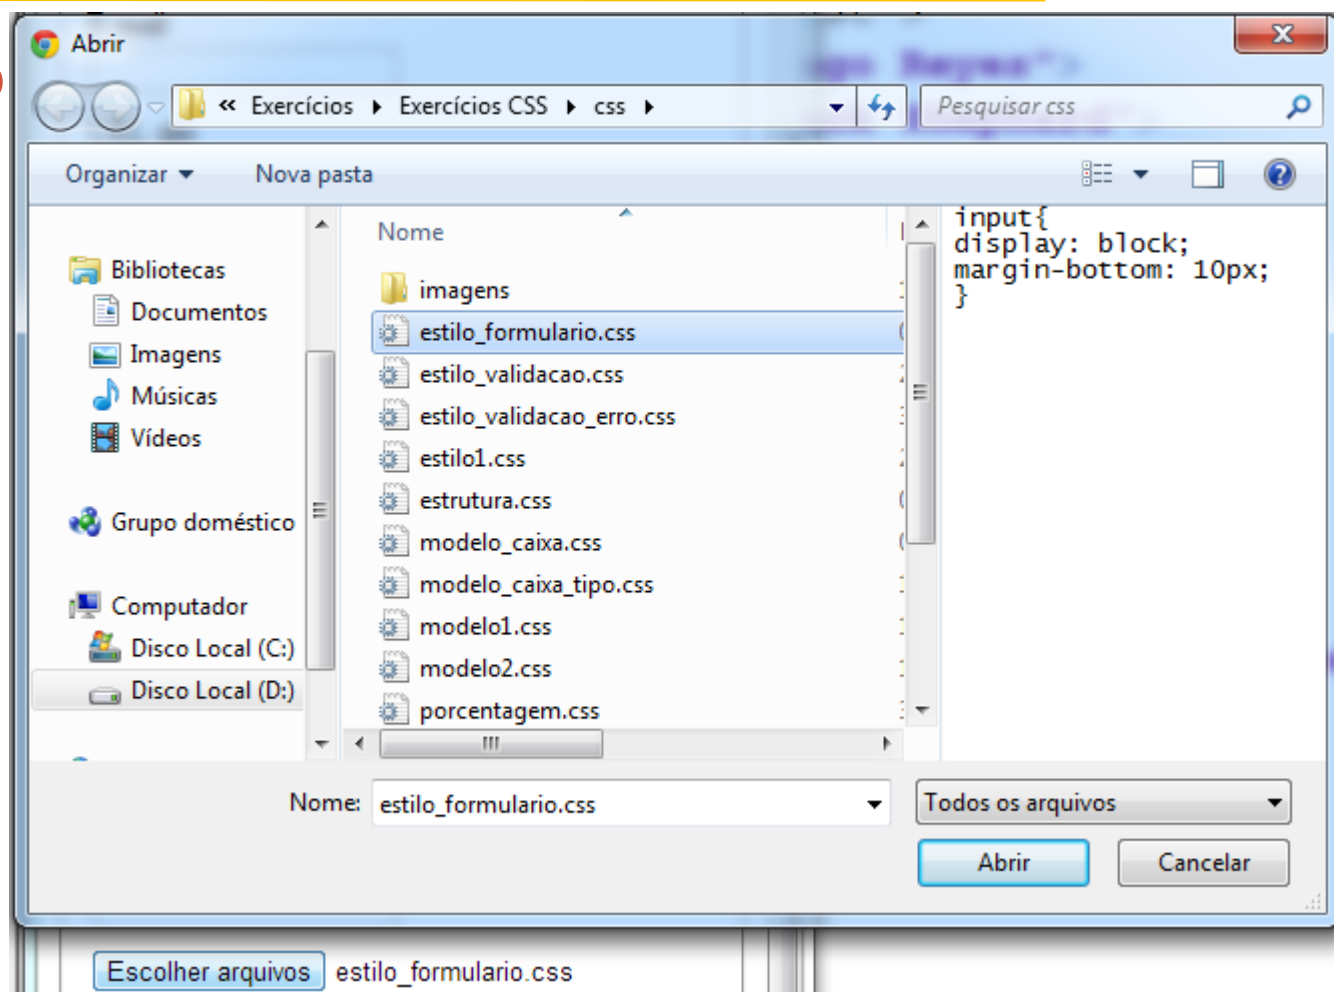 Abrir
« Exercícios ▸ Exercícios CSS ▸ css ▸
Pesquisar css
Organizar
Nova pasta
Bibliotecas
Documentos
Imagens
Músicas
Vídeos
Grupo doméstico
Computador
Disco Local (C:)
Disco Local (D:)
Nome
imagens
estilo_formulario.css
estilo_validacao.css
estilo_validacao_erro.css
estilo1.css
estrutura.css
modelo_caixa.css
modelo_caixa_tipo.css
modelo1.css
modelo2.css
porcentagem.css
input{
display: block;
margin-bottom: 10px;
}
Nome: estilo_formulario.css
Todos os arquivos
Abrir
Cancelar
Escolher arquivos estilo_formulario.css